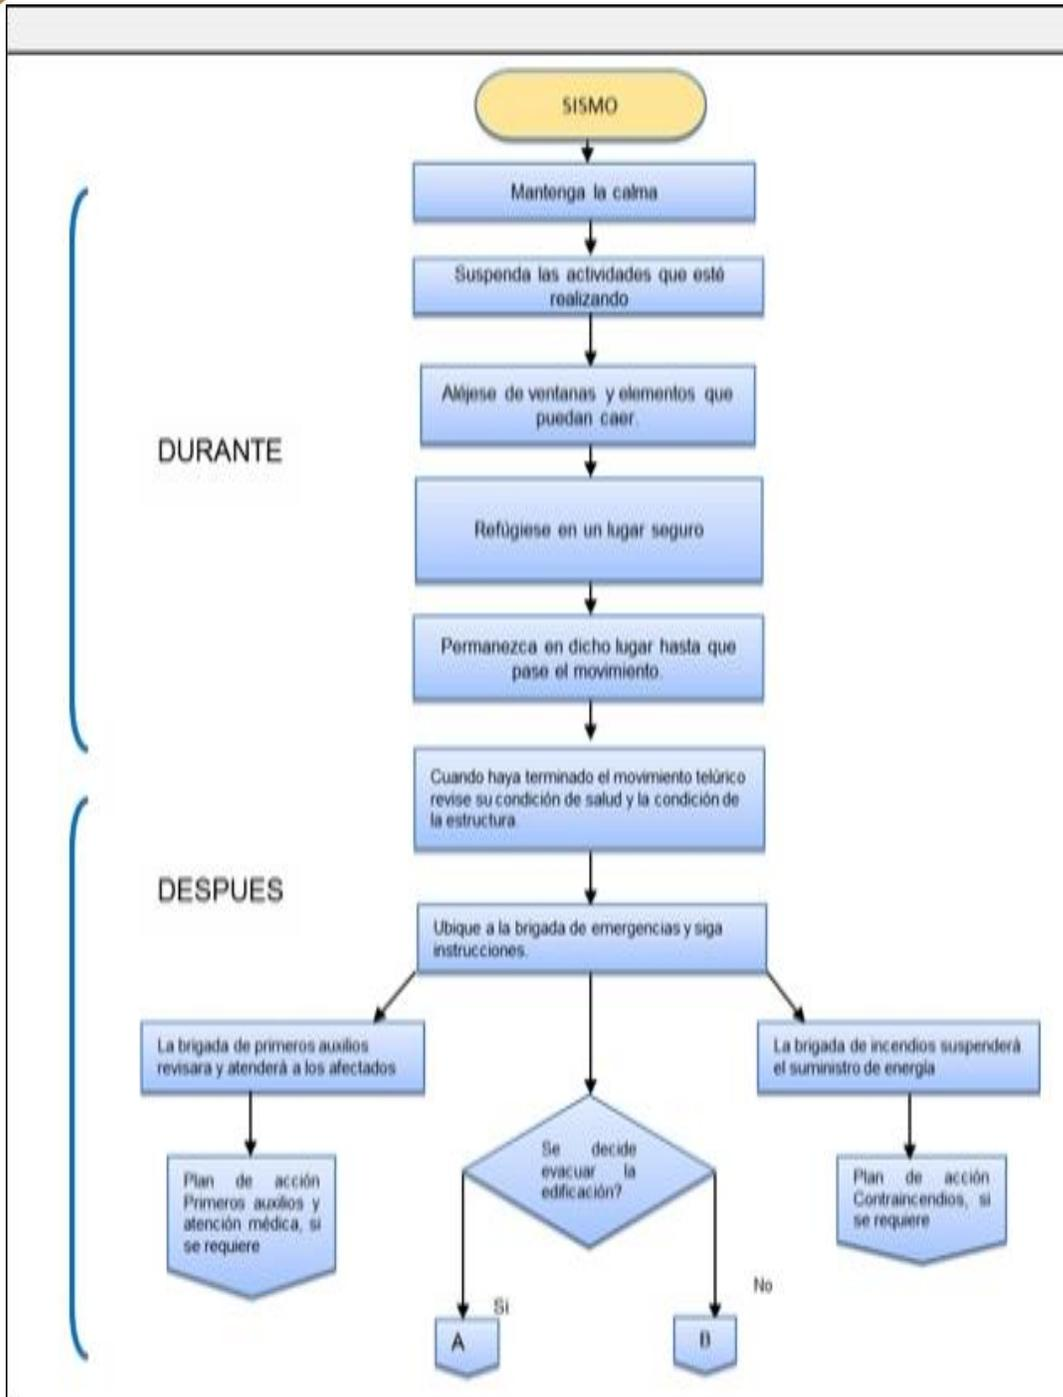 SISMO
Mantenga la calma
Suspenda las actividades que esté
realizando
Aléjese de ventanas y elementos que
puedan caer.
DURANTE
Refúgiese en un lugar seguro
Permanezca en dicho lugar hasta que
pase el movimiento.
Cuando haya terminado el movimiento telúrico
revise su condición de salud y la condición de
la estructura.
DESPUES
Ubique a la brigada de emergencias y siga
instrucciones.
La brigada de primeros auxilios
revisara y atenderá a los afectados
La brigada de incendios suspenderá
el suministro de energía
Plan de acción
Primeros auxilios y
atención médica, si
se requiere
Se decide
evacuar la
edificación?
Plan de acción
Contraincendios, si
se requiere
Si
No
A
B